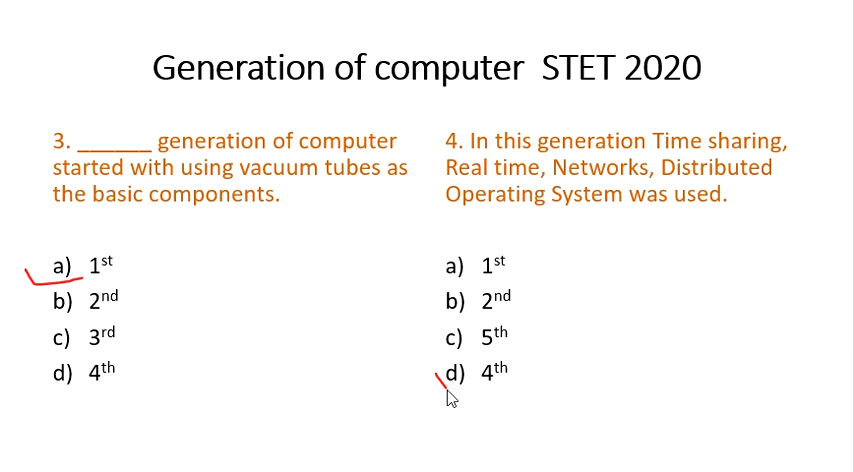 Generation of computer STET 2020
3. ______ generation of computer
started with using vacuum tubes as
the basic components.
a) 1st
b) 2nd
c) 3rd
d) 4th
4. In this generation Time sharing,
Real time, Networks, Distributed
Operating System was used.
a) 1st
b) 2nd
c) 5th
d) 4th